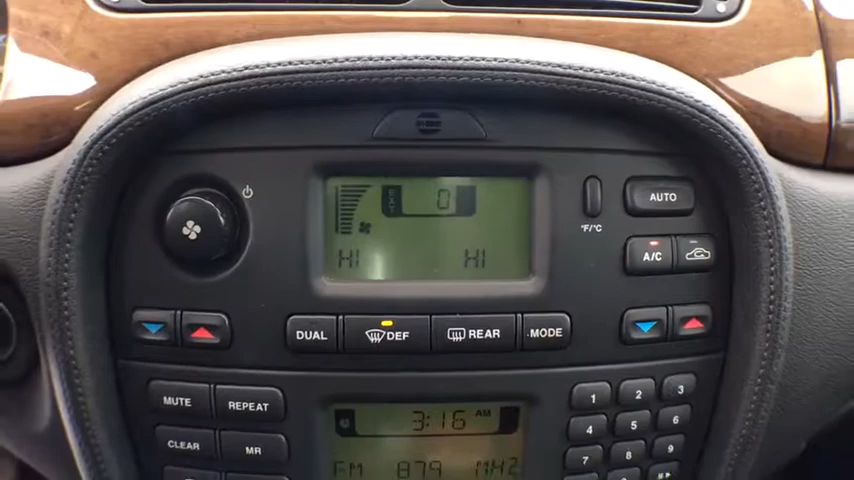 EXT 0
AUTO
°F/°C
HI HI
A/C
DUAL DEF REAR MODE
MUTE REPEAT
3:16 AM
1 2 3
CLEAR MR
4 5 6
FM 879 MHZ
7 8 9